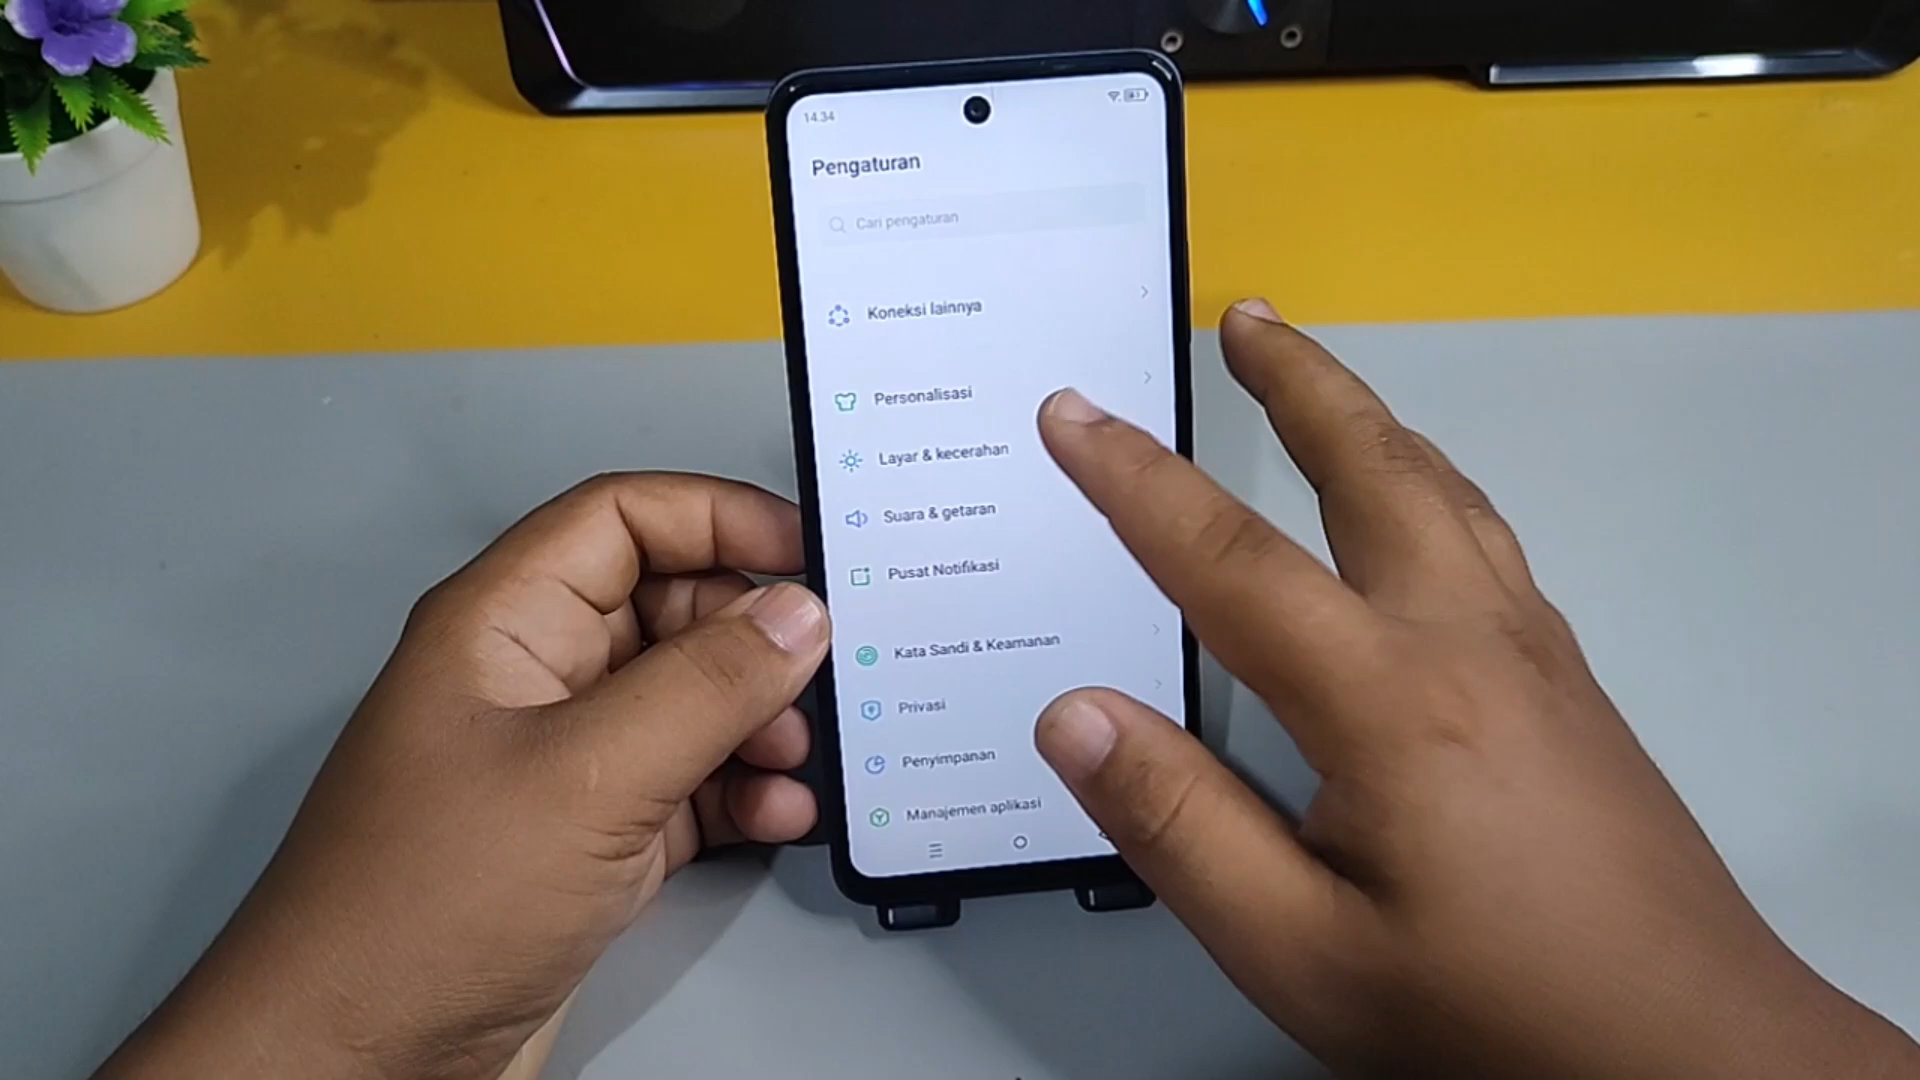 14.34
Pengaturan
Cari pengaturan
Koneksi lainnya
Personalisasi
Layar & kecerahan
Suara & getaran
Pusat Notifikasi
Kata Sandi & Keamanan
Privasi
Penyimpanan
Manajemen aplikasi